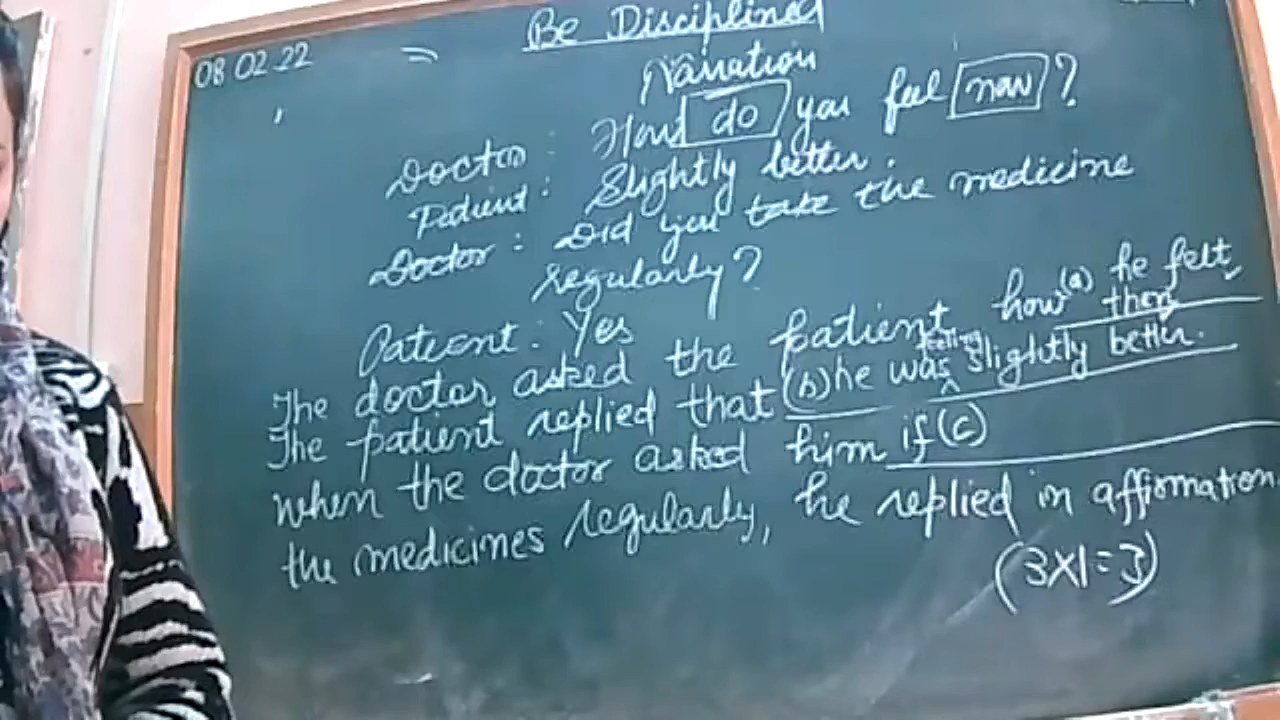 Be Disciplined
08 02 22 =
Narration
Doctor : How do you feel now ?
Patient : Slightly better .
Doctor : Did you take the medicine
regularly ?
Patient : Yes
The doctor asked the patient how (a) he felt
then
The patient replied that (b) he was feeling slightly better .
When the doctor asked him if (c)
the medicines regularly, he replied in affirmation.
(3x1=3)